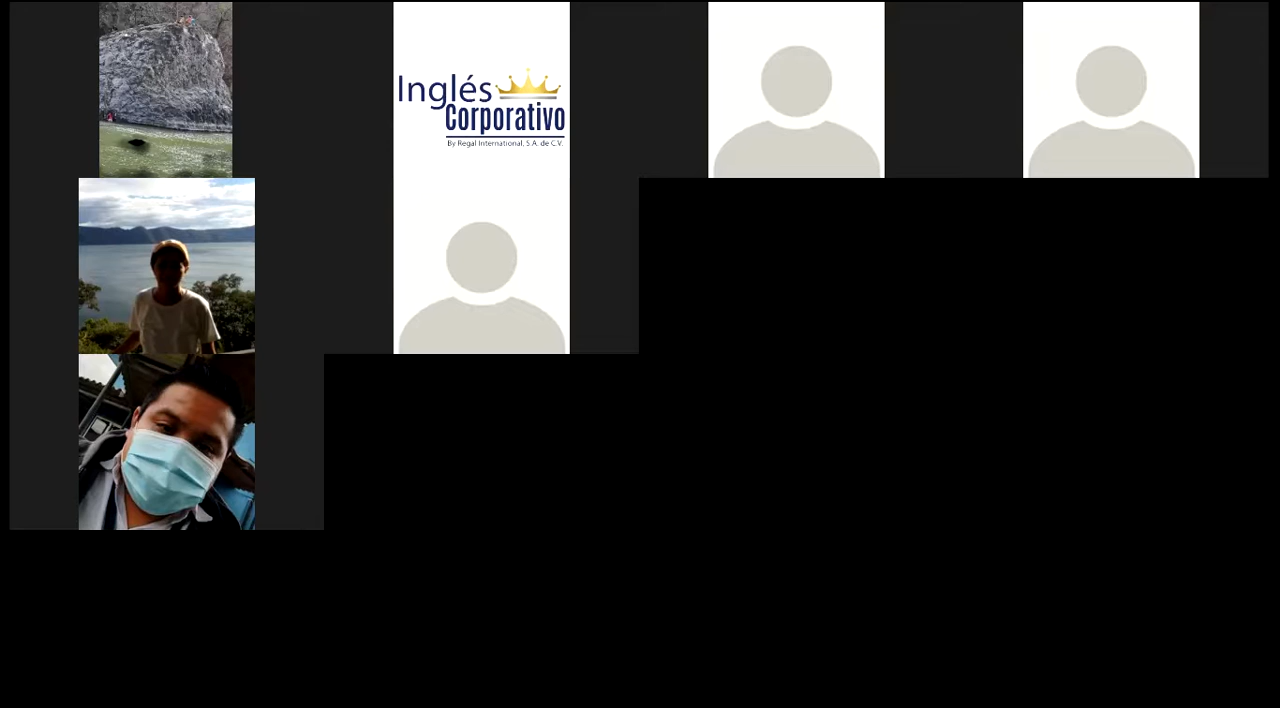 Inglés
Corporativo
By Regal International, S.A. de C.V.